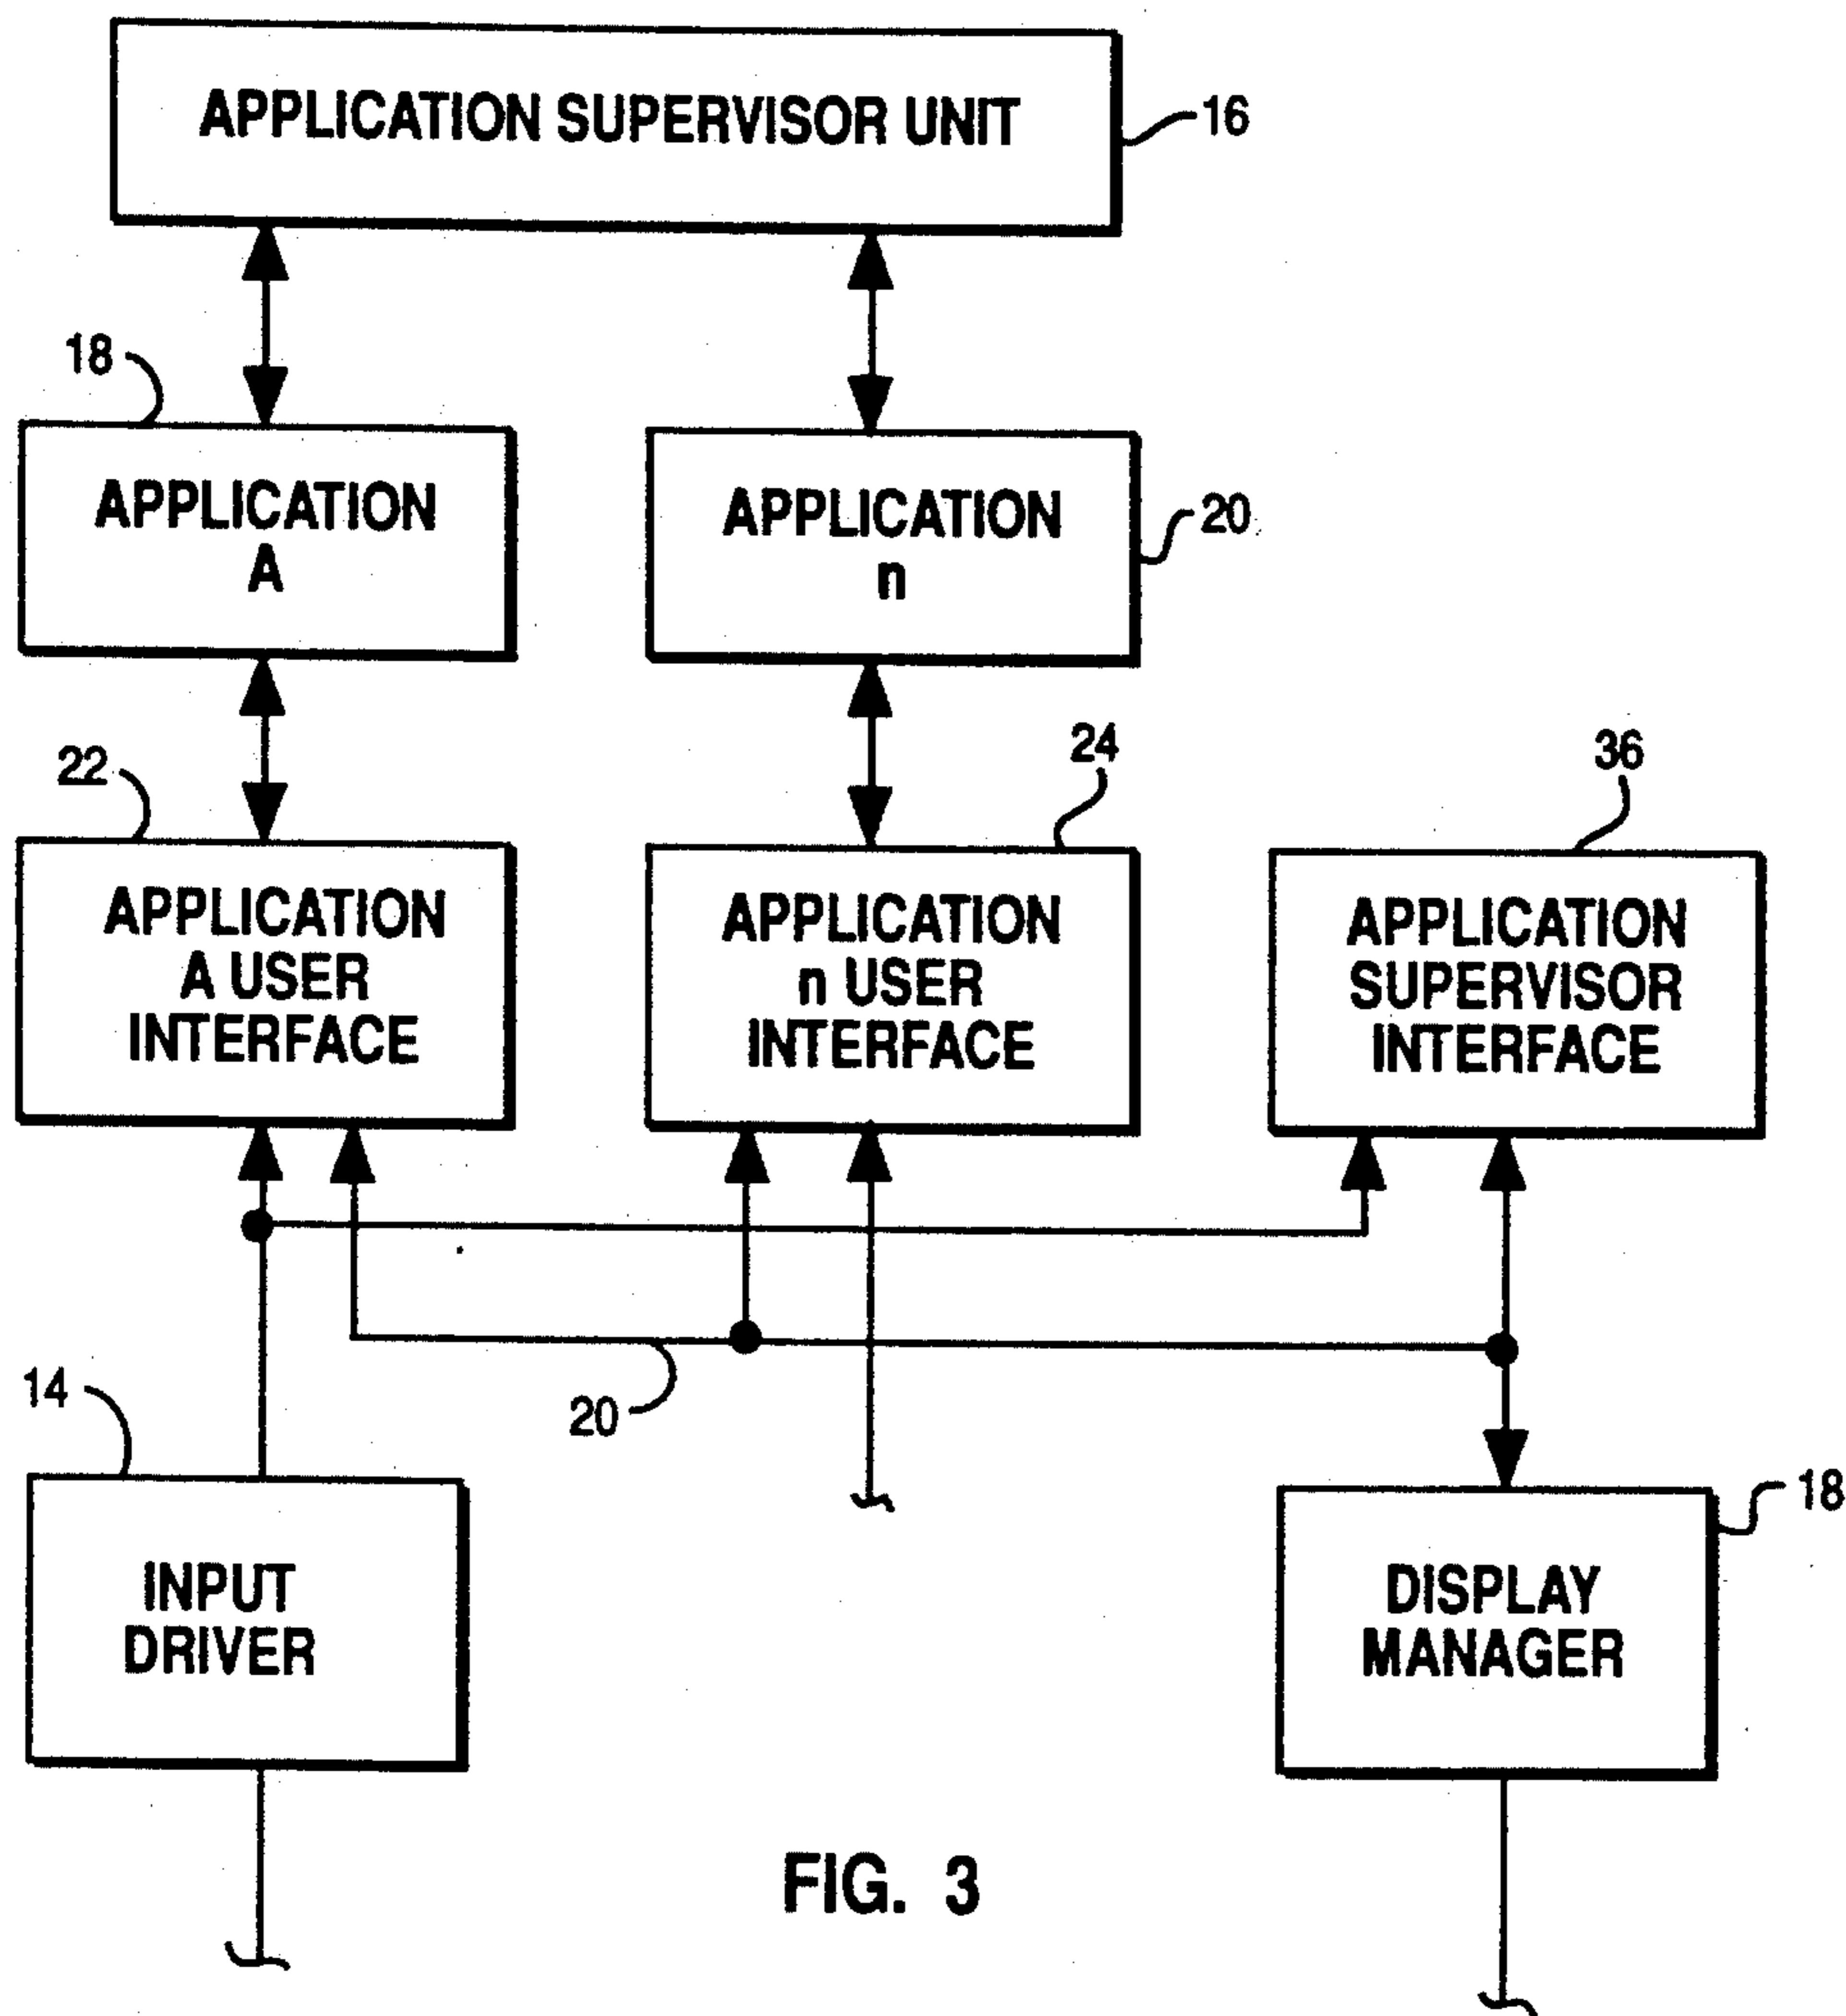 APPLICATION SUPERVISOR UNIT
16
18
APPLICATION
A
APPLICATION
n
20
22
24
36
APPLICATION
A USER
INTERFACE
APPLICATION
n USER
INTERFACE
APPLICATION
SUPERVISOR
INTERFACE
14
20
18
INPUT
DRIVER
DISPLAY
MANAGER
FIG. 3